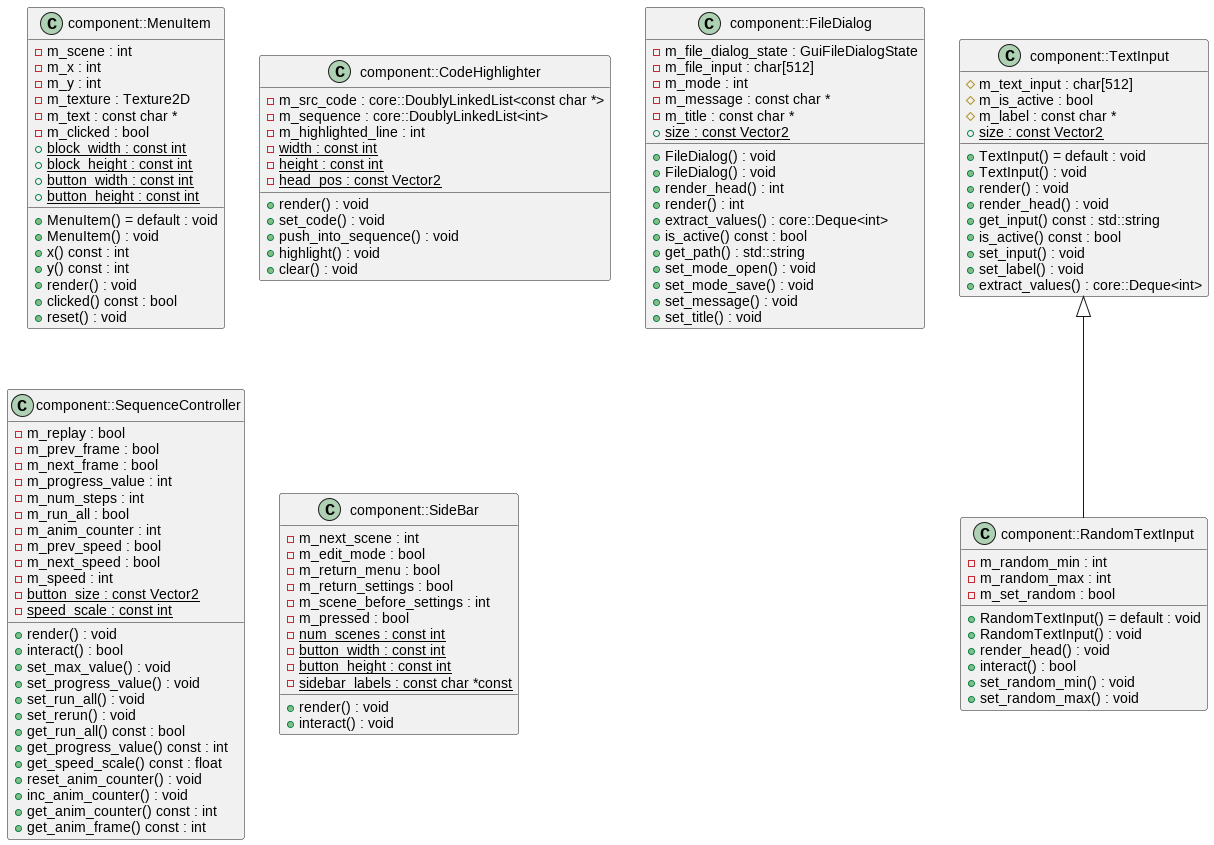 C component::MenuItem
m_scene : int
m_x : int
m_y : int
m_texture : Texture2D
m_text : const char *
m_clicked : bool
block_width : const int
block_height : const int
button_width : const int
button_height : const int
MenuItem() = default : void
MenuItem() : void
x() const : int
y() const : int
render() : void
clicked() const : bool
reset() : void
C component::CodeHighlighter
m_src_code : core::DoublyLinkedList<const char *>
m_sequence : core::DoublyLinkedList<int>
m_highlighted_line : int
width : const int
height : const int
head_pos : const Vector2
render() : void
set_code() : void
push_into_sequence() : void
highlight() : void
clear() : void
C component::FileDialog
m_file_dialog_state : GuiFileDialogState
m_file_input : char[512]
m_mode : int
m_message : const char *
m_title : const char *
size : const Vector2
FileDialog() : void
FileDialog() : void
render_head() : int
render() : int
extract_values() : core::Deque<int>
is_active() const : bool
get_path() : std::string
set_mode_open() : void
set_mode_save() : void
set_message() : void
set_title() : void
C component::TextInput
m_text_input : char[512]
m_is_active : bool
m_label : const char *
size : const Vector2
TextInput() = default : void
TextInput() : void
render() : void
render_head() : void
get_input() const : std::string
is_active() const : bool
set_input() : void
set_label() : void
extract_values() : core::Deque<int>
C component::SequenceController
m_replay : bool
m_prev_frame : bool
m_next_frame : bool
m_progress_value : int
m_num_steps : int
m_run_all : bool
m_anim_counter : int
m_prev_speed : bool
m_next_speed : bool
m_speed : int
button_size : const Vector2
speed_scale : const int
render() : void
interact() : bool
set_max_value() : void
set_progress_value() : void
set_run_all() : void
set_rerun() : void
get_run_all() const : bool
get_progress_value() const : int
get_speed_scale() const : float
reset_anim_counter() : void
inc_anim_counter() : void
get_anim_counter() const : int
get_anim_frame() const : int
C component::SideBar
m_next_scene : int
m_edit_mode : bool
m_return_menu : bool
m_return_settings : bool
m_scene_before_settings : int
m_pressed : bool
num_scenes : const int
button_width : const int
button_height : const int
sidebar_labels : const char *const
render() : void
interact() : void
C component::RandomTextInput
m_random_min : int
m_random_max : int
m_set_random : bool
RandomTextInput() = default : void
RandomTextInput() : void
render_head() : void
interact() : bool
set_random_min() : void
set_random_max() : void